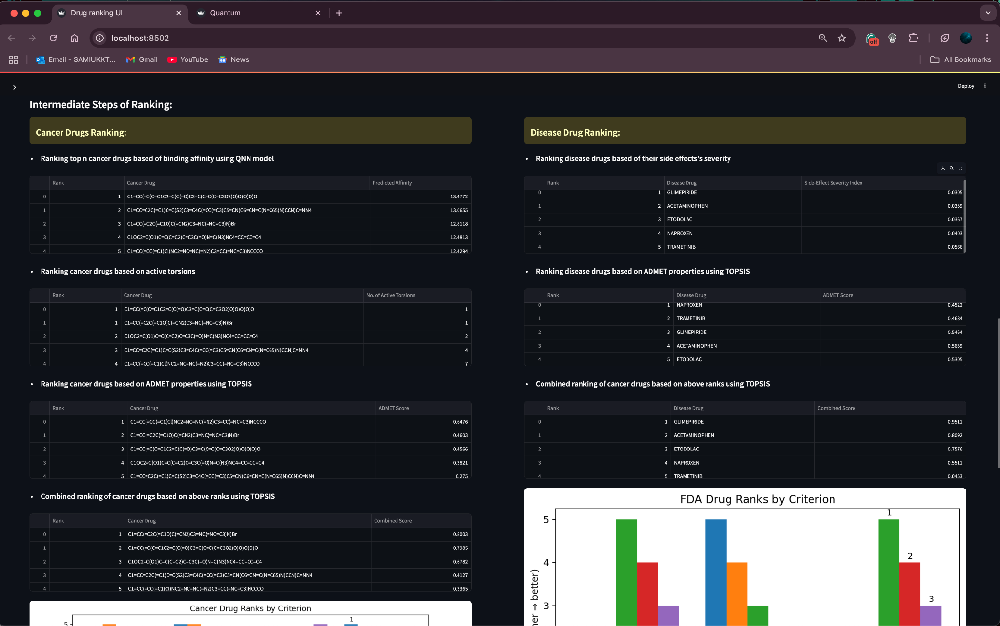 Drug ranking UI
Quantum
localhost:8502
off
Email - SAMIUKKT...
Gmail
YouTube
News
All Bookmarks
Deploy
Intermediate Steps of Ranking:
Cancer Drugs Ranking:
Ranking top n cancer drugs based of binding affinity using QNN model
Rank Cancer Drug Predicted Affinity
0 1 C1=CC(=C(C=C1C2=C(C(=O)C3=C(C=C(C=C3O2)O)O)O)O)O 13.4772
1 2 C1=CC=C2C(=C1)C=C(S2)C3=C4C(=CC(=C3)C5=CN(C6=CN=C(N=C65)N)CCN)C=NN4 13.0655
2 3 C1=CC(=C2C(=C1O)C(=CN2)C3=NC(=NC=C3)N)Br 12.8118
3 4 C1OC2=C(O1)C=C(C=C2)C=C3C(=O)N=C(N3)NC4=CC=CC=C4 12.4813
4 5 C1=CC(=CC(=C1)Cl)NC2=NC=NC(=N2)C3=CC(=NC=C3)NCCCO 12.4294
Ranking cancer drugs based on active torsions
Rank Cancer Drug No. of Active Torsions
0 1 C1=CC(=C(C=C1C2=C(C(=O)C3=C(C=C(C=C3O2)O)O)O)O)O 1
1 1 C1=CC(=C2C(=C1O)C(=CN2)C3=NC(=NC=C3)N)Br 1
2 2 C1OC2=C(O1)C=C(C=C2)C=C3C(=O)N=C(N3)NC4=CC=CC=C4 2
3 3 C1=CC=C2C(=C1)C=C(S2)C3=C4C(=CC(=C3)C5=CN(C6=CN=C(N=C65)N)CCN)C=NN4 4
4 4 C1=CC(=CC(=C1)Cl)NC2=NC=NC(=N2)C3=CC(=NC=C3)NCCCO 7
Ranking cancer drugs based on ADMET properties using TOPSIS
Rank Cancer Drug ADMET Score
0 1 C1=CC(=CC(=C1)Cl)NC2=NC=NC(=N2)C3=CC(=NC=C3)NCCCO 0.6476
1 2 C1=CC(=C2C(=C1O)C(=CN2)C3=NC(=NC=C3)N)Br 0.4603
2 3 C1=CC(=C(C=C1C2=C(C(=O)C3=C(C=C(C=C3O2)O)O)O)O)O 0.4566
3 4 C1OC2=C(O1)C=C(C=C2)C=C3C(=O)N=C(N3)NC4=CC=CC=C4 0.3821
4 5 C1=CC=C2C(=C1)C=C(S2)C3=C4C(=CC(=C3)C5=CN(C6=CN=C(N=C65)N)CCN)C=NN4 0.275
Combined ranking of cancer drugs based on above ranks using TOPSIS
Rank Cancer Drug Combined Score
0 1 C1=CC(=C2C(=C1O)C(=CN2)C3=NC(=NC=C3)N)Br 0.8003
1 2 C1=CC(=C(C=C1C2=C(C(=O)C3=C(C=C(C=C3O2)O)O)O)O)O 0.7985
2 3 C1OC2=C(O1)C=C(C=C2)C=C3C(=O)N=C(N3)NC4=CC=CC=C4 0.6782
3 4 C1=CC=C2C(=C1)C=C(S2)C3=C4C(=CC(=C3)C5=CN(C6=CN=C(N=C65)N)CCN)C=NN4 0.4127
4 5 C1=CC(=CC(=C1)Cl)NC2=NC=NC(=N2)C3=CC(=NC=C3)NCCCO 0.3365
Cancer Drug Ranks by Criterion
1
5
Disease Drug Ranking:
Ranking disease drugs based of their side effects's severity
Rank Disease Drug Side-Effect Severity Index
0 1 GLIMEPIRIDE 0.0305
1 2 ACETAMINOPHEN 0.0359
2 3 ETODOLAC 0.0367
3 4 NAPROXEN 0.0403
4 5 TRAMETINIB 0.0566
Ranking disease drugs based on ADMET properties using TOPSIS
Rank Disease Drug ADMET Score
0 1 NAPROXEN 0.4522
1 2 TRAMETINIB 0.4684
2 3 GLIMEPIRIDE 0.5464
3 4 ACETAMINOPHEN 0.5639
4 5 ETODOLAC 0.5305
Combined ranking of cancer drugs based on above ranks using TOPSIS
Rank Disease Drug Combined Score
0 1 GLIMEPIRIDE 0.9511
1 2 ACETAMINOPHEN 0.8092
2 3 ETODOLAC 0.7576
3 4 NAPROXEN 0.5511
4 5 TRAMETINIB 0.0453
FDA Drug Ranks by Criterion
1
5
2
4
3
3
⇒ better)